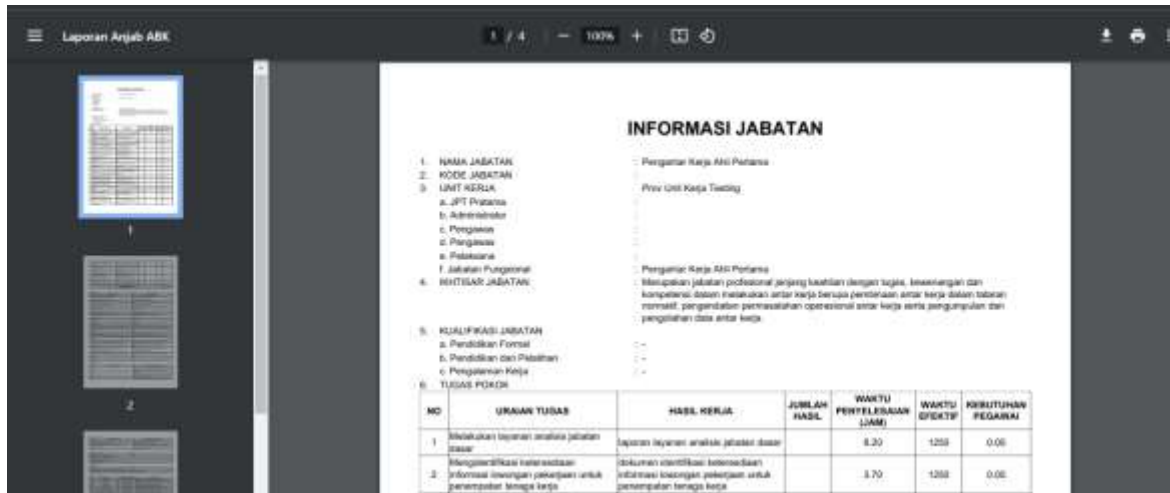 Laporan Anjab ABK
1 / 4
100%
INFORMASI JABATAN
1. NAMA JABATAN : Pengantar Kerja Ahli Pertama
2. KODE JABATAN :
3. UNIT KERJA : Prov Unit Kerja Testing
a. JPT Pratama :
b. Administrator :
c. Pengawas :
d. Pengawas :
e. Pelaksana :
f. Jabatan Fungsional : Pengantar Kerja Ahli Pertama
4. IKHTISAR JABATAN : Merupakan jabatan profesional jenjang keahlian dengan tugas, kewenangan dan
kompetensi dalam melakukan antar kerja berupa pembinaan antar kerja dalam tataran
normatif, pengendalian permasalahan operasional antar kerja serta pengumpulan dan
pengolahan data antar kerja.
5. KUALIFIKASI JABATAN
a. Pendidikan Formal : -
b. Pendidikan dan Pelatihan : -
c. Pengalaman Kerja : -
6. TUGAS POKOK
NO URAIAN TUGAS HASIL KERJA JUMLAH HASIL WAKTU PENYELESAIAN (JAM) WAKTU EFEKTIF KEBUTUHAN PEGAWAI
1 Melakukan layanan analisis jabatan dasar laporan layanan analisis jabatan dasar 6.20 1250 0.00
2 Mengidentifikasi ketersediaan informasi lowongan pekerjaan untuk penempatan tenaga kerja dokumen identifikasi ketersediaan informasi lowongan pekerjaan untuk penempatan tenaga kerja 3.70 1250 0.00
1
2